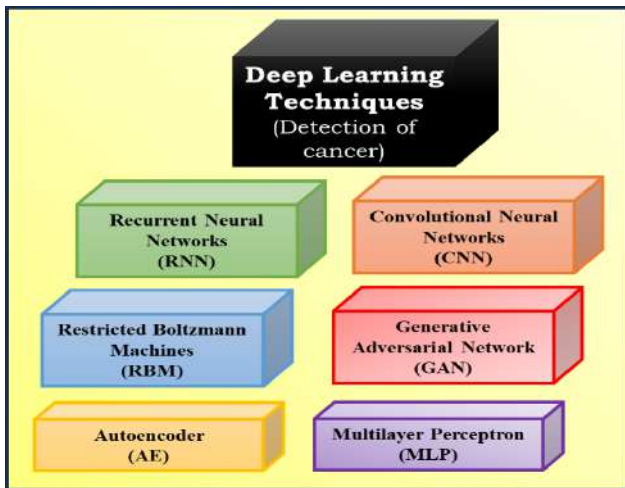 Deep Learning
Techniques
(Detection of
cancer)
Recurrent Neural
Networks
(RNN)
Convolutional Neural
Networks
(CNN)
Restricted Boltzmann
Machines
(RBM)
Generative
Adversarial Network
(GAN)
Autoencoder
(AE)
Multilayer Perceptron
(MLP)